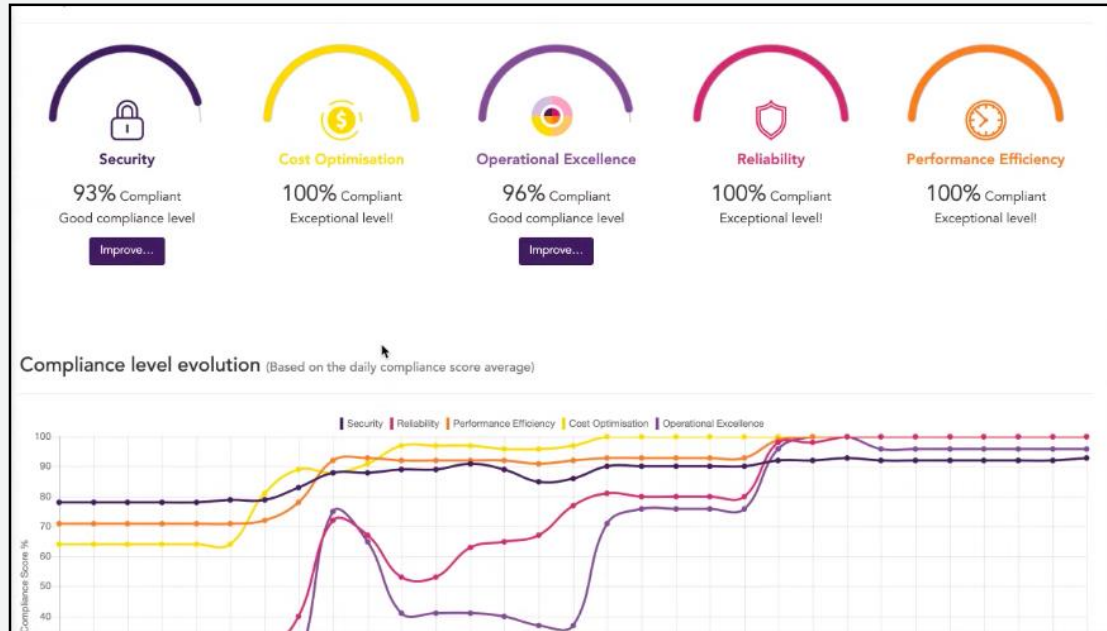 Security
Cost Optimisation
Operational Excellence
Reliability
Performance Efficiency
93% Compliant
100% Compliant
96% Compliant
100% Compliant
100% Compliant
Good compliance level
Exceptional level!
Good compliance level
Exceptional level!
Exceptional level!
Improve...
Improve...
Compliance level evolution (Based on the daily compliance score average)
Security Reliability Performance Efficiency Cost Optimisation Operational Excellence
100
90
80
70
60
50
40
Compliance Score %